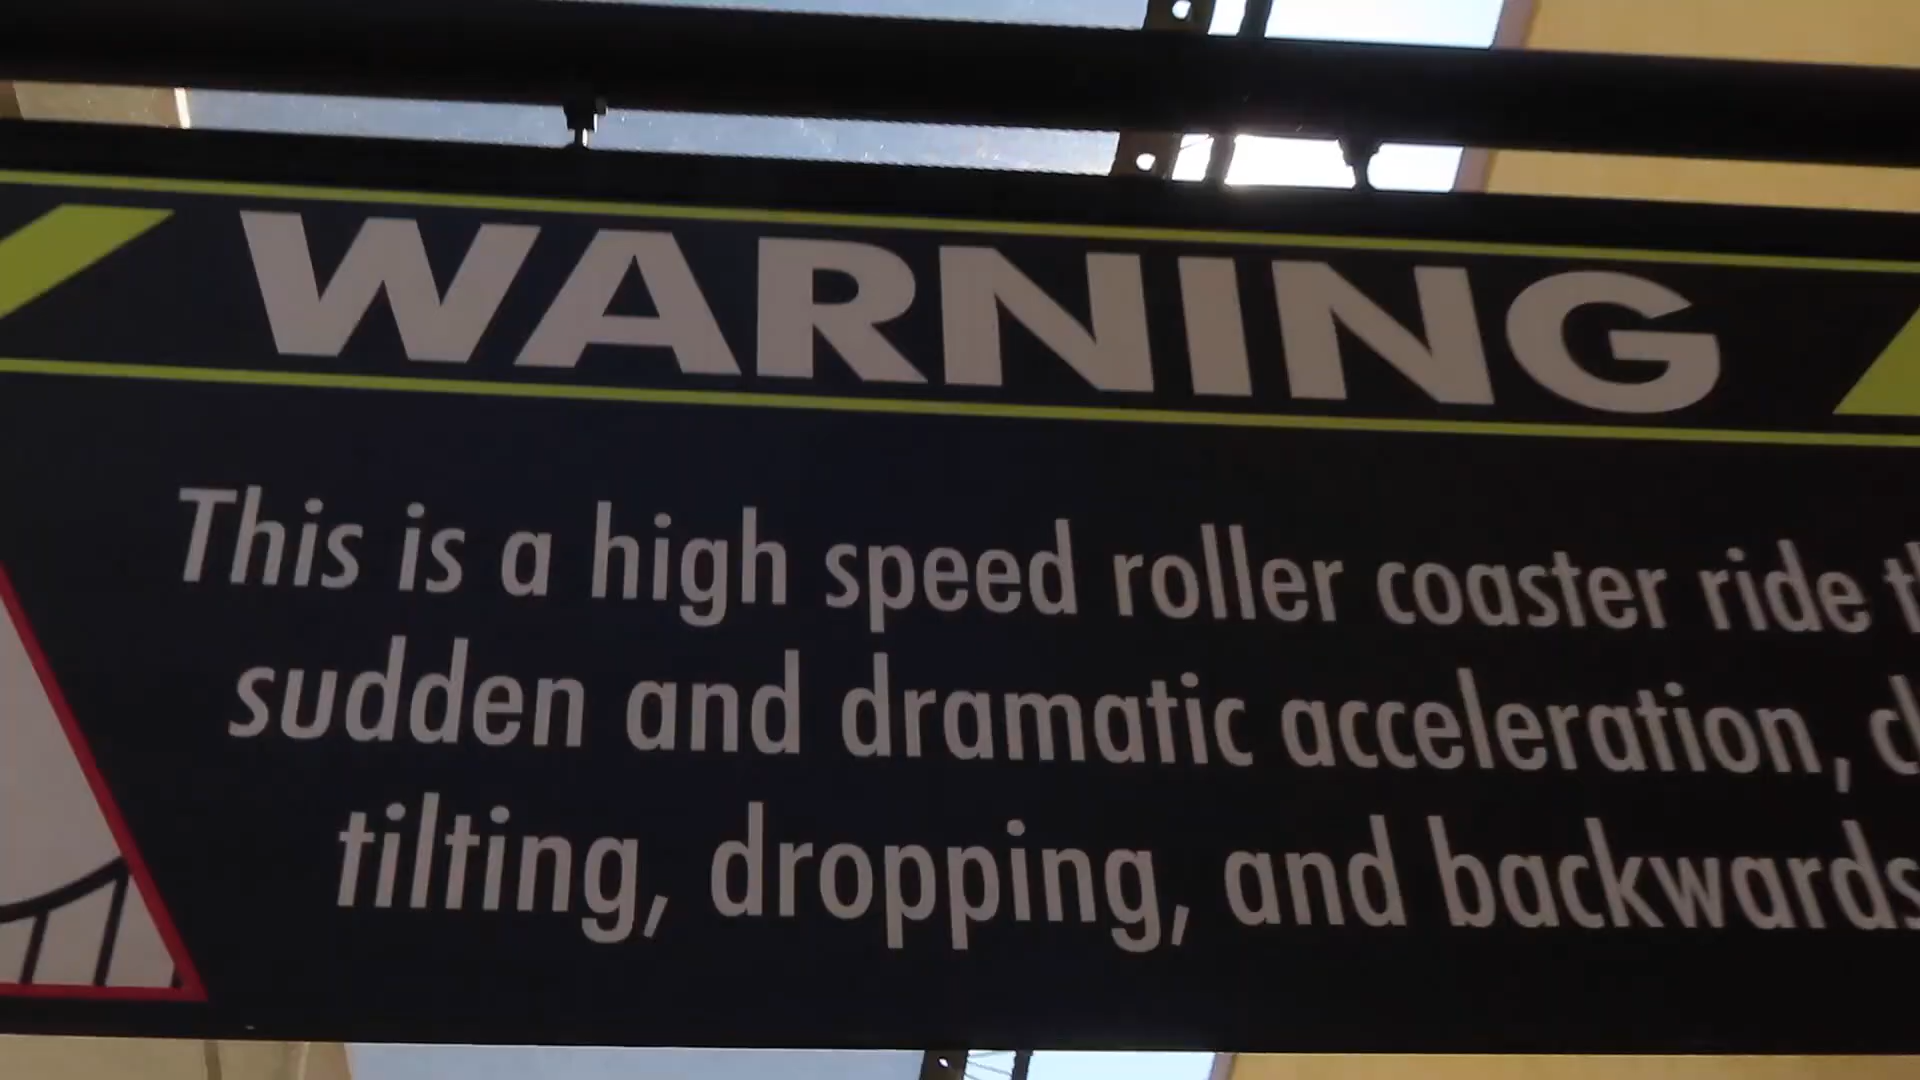 WARNING
This is a high speed roller coaster ride
sudden and dramatic acceleration,
tilting, dropping, and backwards